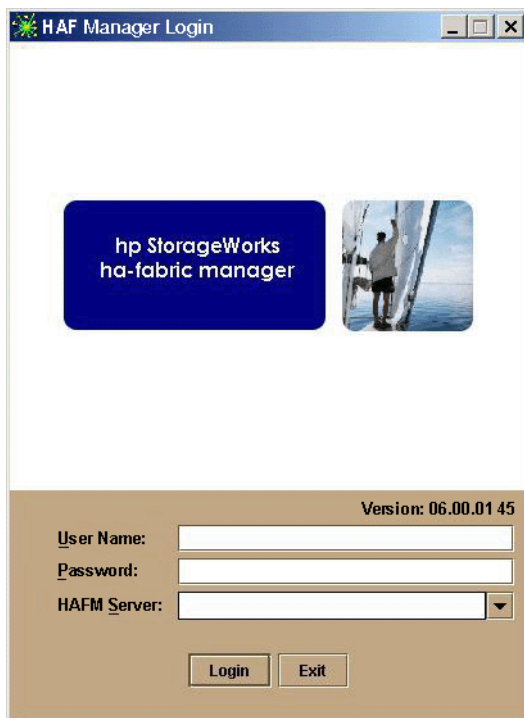 HAF Manager Login
hp StorageWorks
ha-fabric manager
Version: 06.00.01 45
User Name:
Password:
HAFM Server:
Login Exit